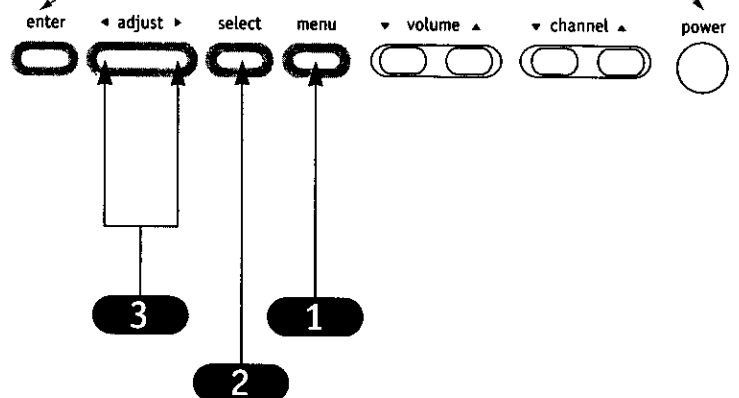 enter ◂ adjust ▸ select menu ▾ volume ▴ ▾ channel ▴ power
3 1
2